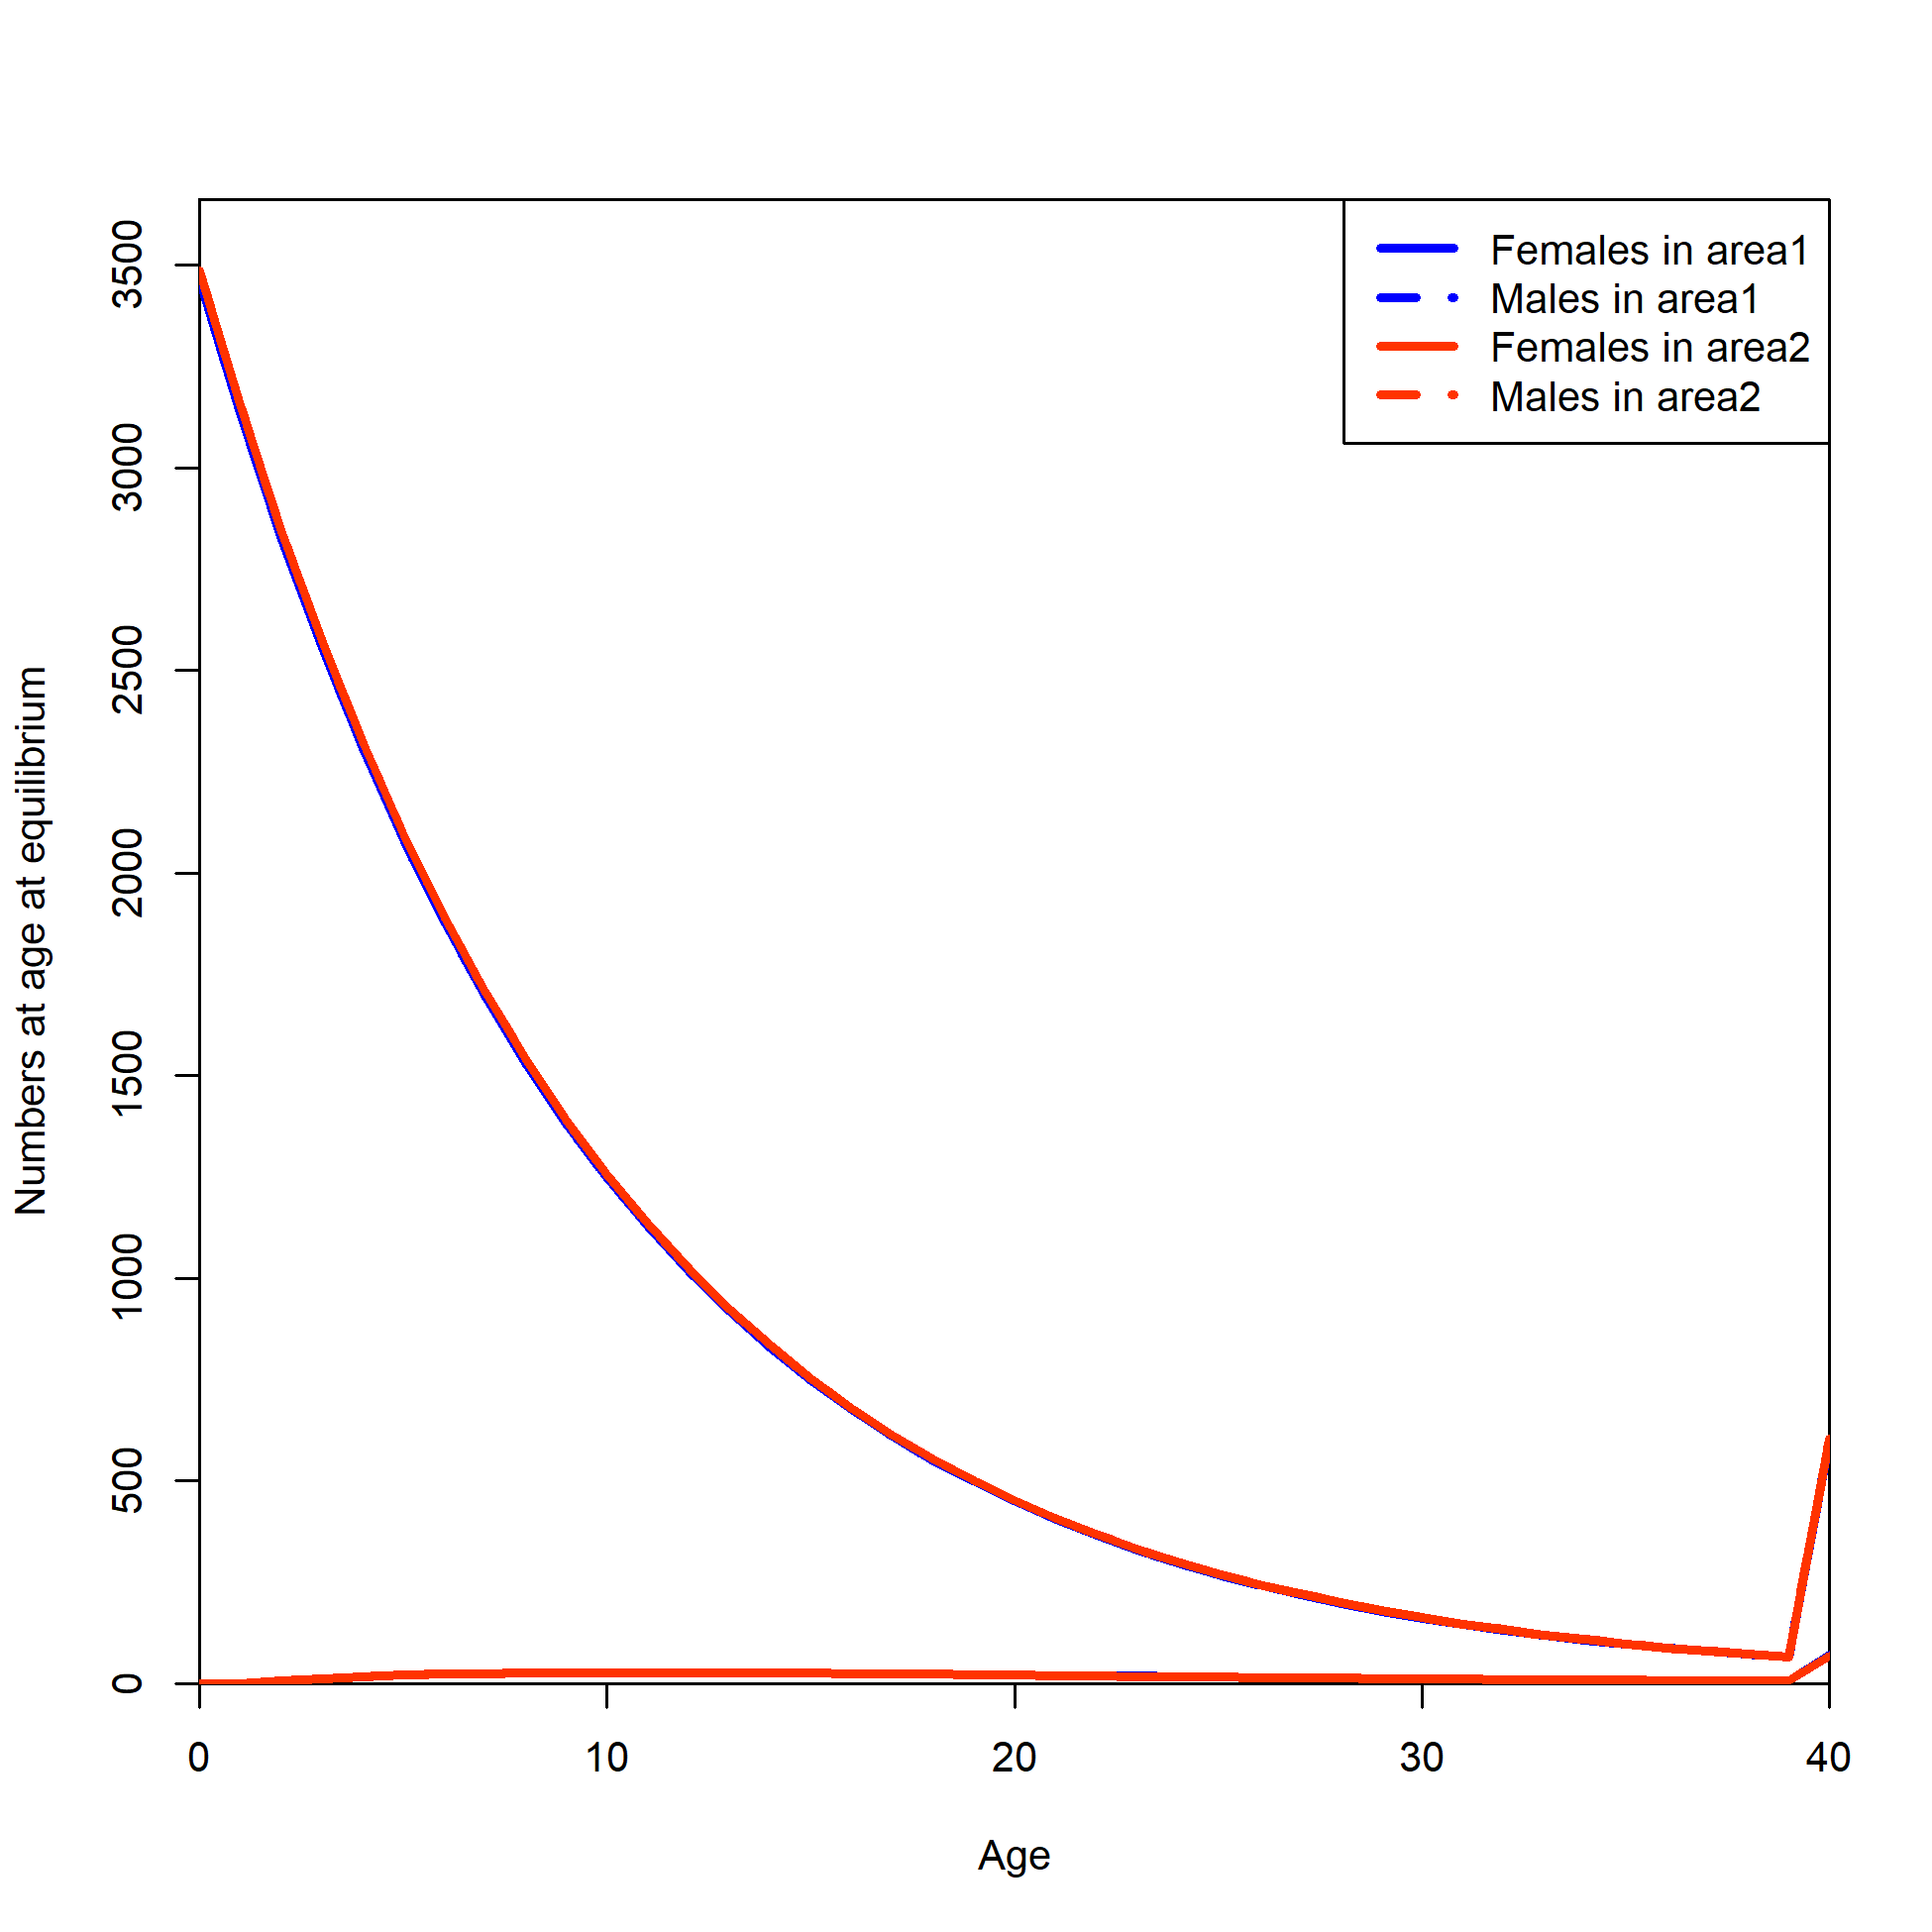 Females in area1
Males in area1
Females in area2
Males in area2
Numbers at age at equilibrium
3500
3000
2500
2000
1500
1000
500
0
0 10 20 30 40
Age